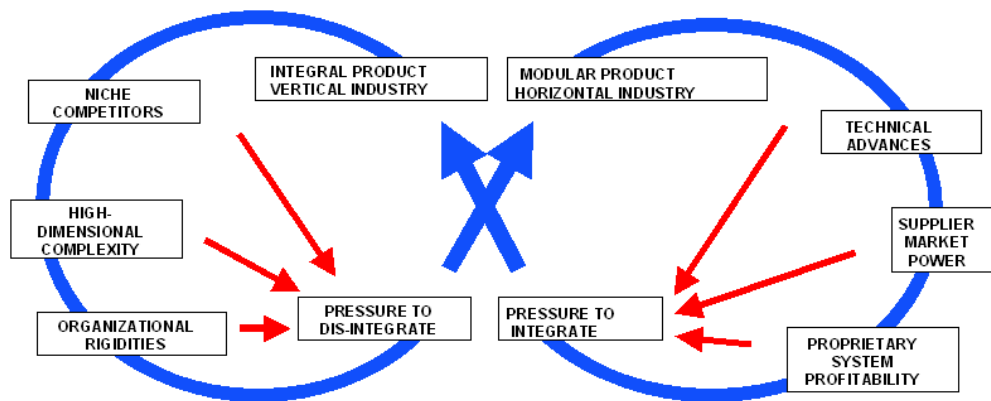 INTEGRAL PRODUCT
VERTICAL INDUSTRY
MODULAR PRODUCT
HORIZONTAL INDUSTRY
NICHE
COMPETITORS
TECHNICAL
ADVANCES
HIGH-
DIMENSIONAL
COMPLEXITY
SUPPLIER
MARKET
POWER
ORGANIZATIONAL
RIGIDITIES
PRESSURE TO
DIS-INTEGRATE
PRESSURE TO
INTEGRATE
PROPRIETARY
SYSTEM
PROFITABILITY